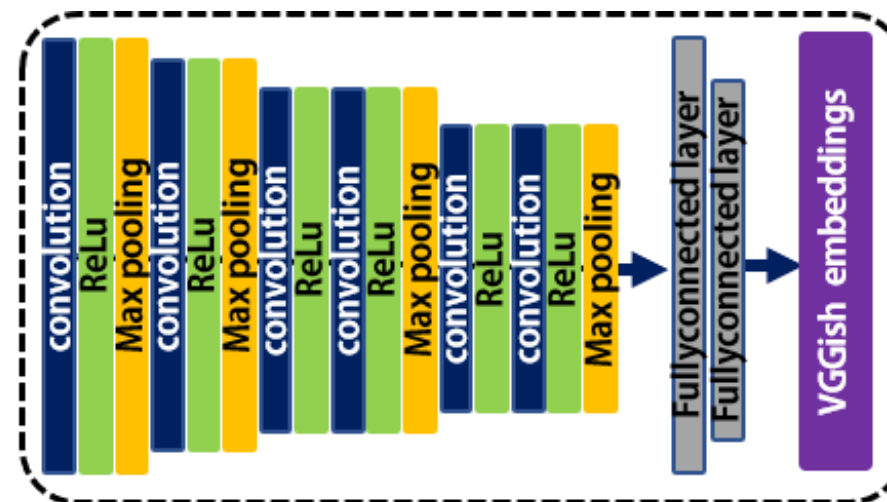 convolution
ReLu
Max pooling
convolution
ReLu
Max pooling
convolution
ReLu
convolution
ReLu
Max pooling
convolution
ReLu
convolution
ReLu
Max pooling
Fullyconnected layer
Fullyconnected layer
VGGish embeddings